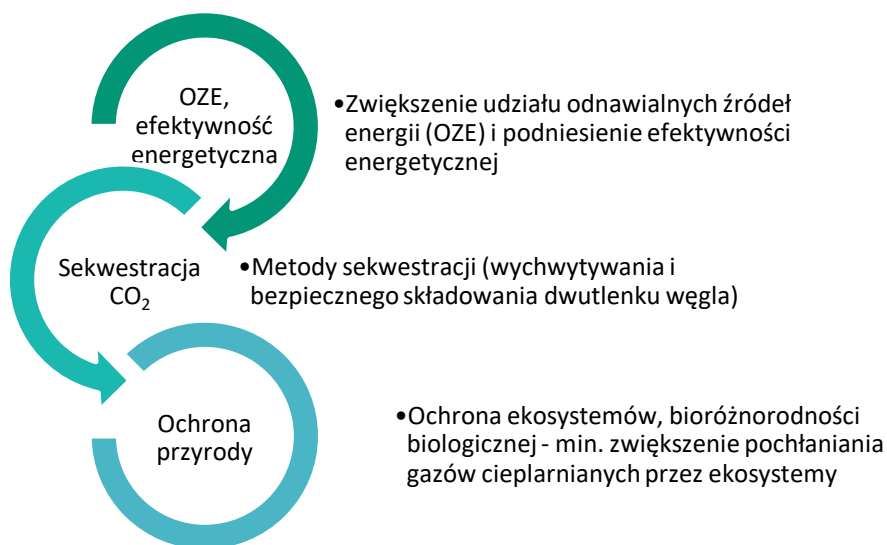 OZE,
efektywność
energetyczna
•Zwiększenie udziału odnawialnych źródeł
energii (OZE) i podniesienie efektywności
energetycznej
Sekwestracja
CO₂
•Metody sekwestracji (wychwytywania i
bezpiecznego składowania dwutlenku węgla)
Ochrona
przyrody
•Ochrona ekosystemów, bioróżnorodności
biologicznej - min. zwiększenie pochłaniania
gazów cieplarnianych przez ekosystemy